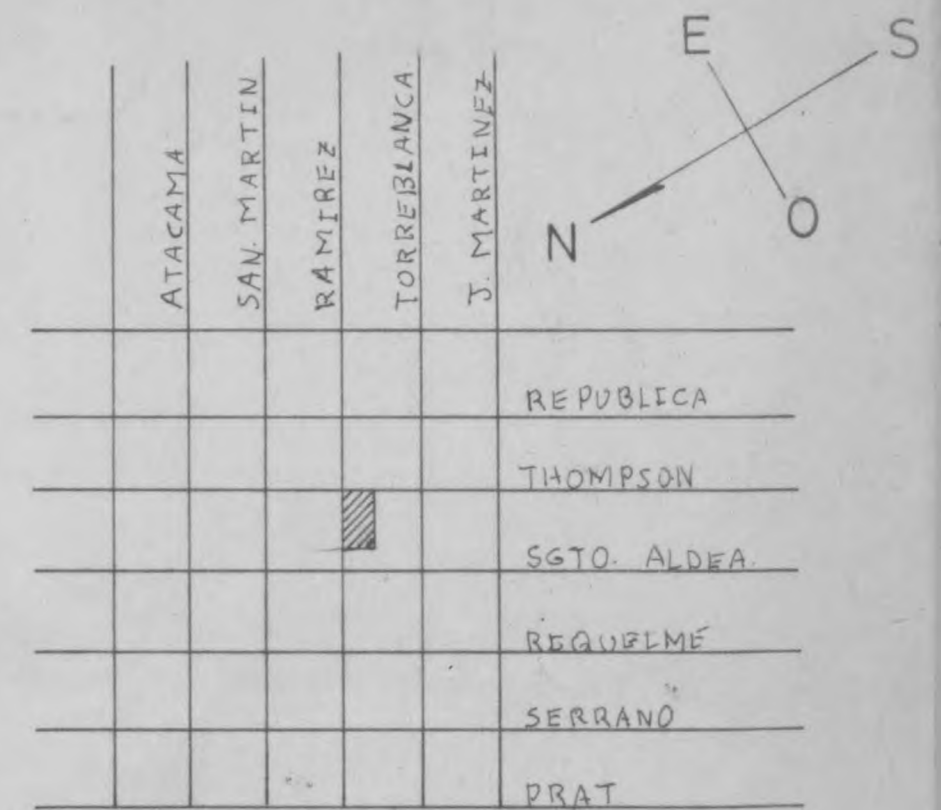 E
S
N
O
ATACAMA
SAN. MARTIN
RAMIREZ
TORREBLANCA.
J. MARTINEZ
REPUBLICA
THOMPSON
SGTO. ALDEA.
REQUELME
SERRANO
PRAT